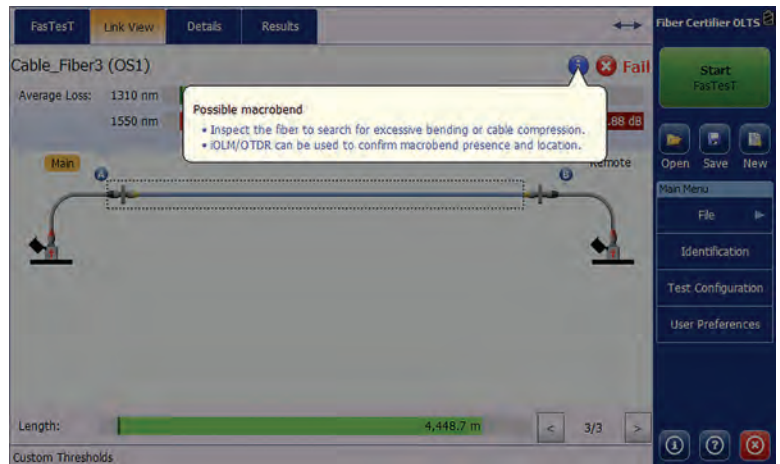 FasTesT
Link View
Details
Results
Fiber Certifier OLTS
Cable_Fiber3 (OS1)
i
Fail
Start
FasTesT
Average Loss:
1310 nm
1550 nm
.88 dB
Possible macrobend
• Inspect the fiber to search for excessive bending or cable compression.
• iOLM/OTDR can be used to confirm macrobend presence and location.
Open
Save
New
Main
A
B
Remote
Main Menu
File
Identification
Test Configuration
User Preferences
Length:
4,448.7 m
<
3/3
>
Custom Thresholds